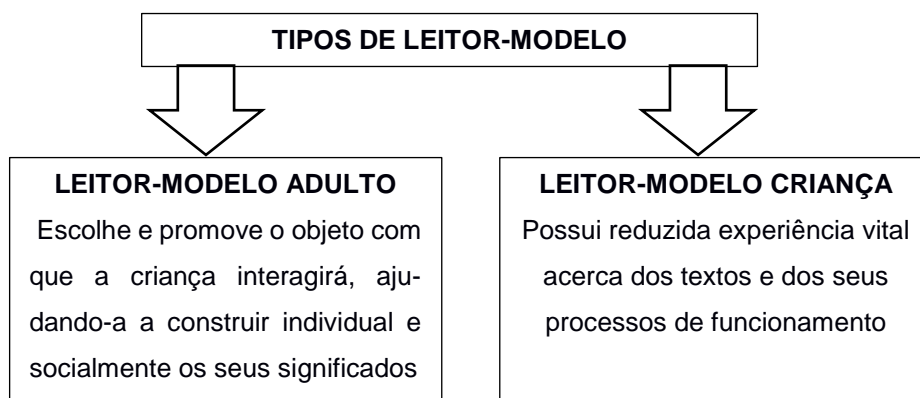 TIPOS DE LEITOR-MODELO
LEITOR-MODELO ADULTO
Escolhe e promove o objeto com
que a criança interagirá, aju-
dando-a a construir individual e
socialmente os seus significados
LEITOR-MODELO CRIANÇA
Possui reduzida experiência vital
acerca dos textos e dos seus
processos de funcionamento